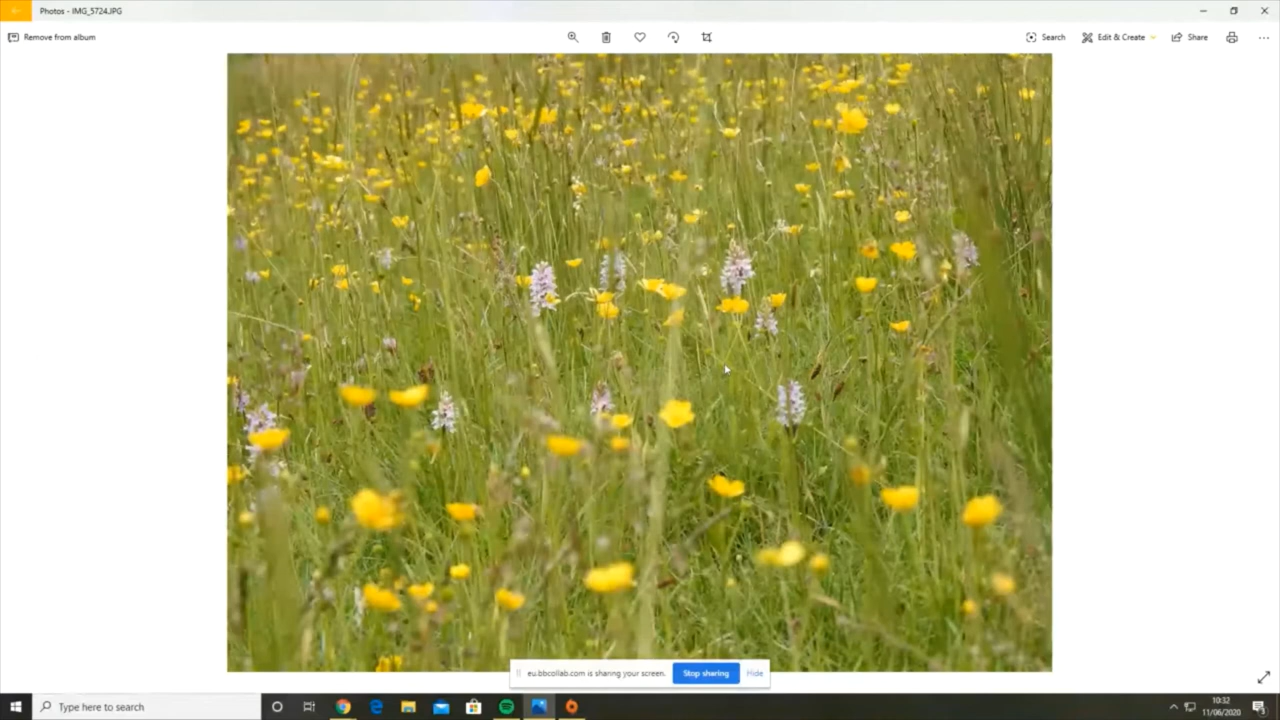 Photos - IMG_5724.JPG
Remove from album
Search
Edit & Create
Share
eu.bbcollab.com is sharing your screen.
Stop sharing
Hide
Type here to search
10:32
11/06/2020
3